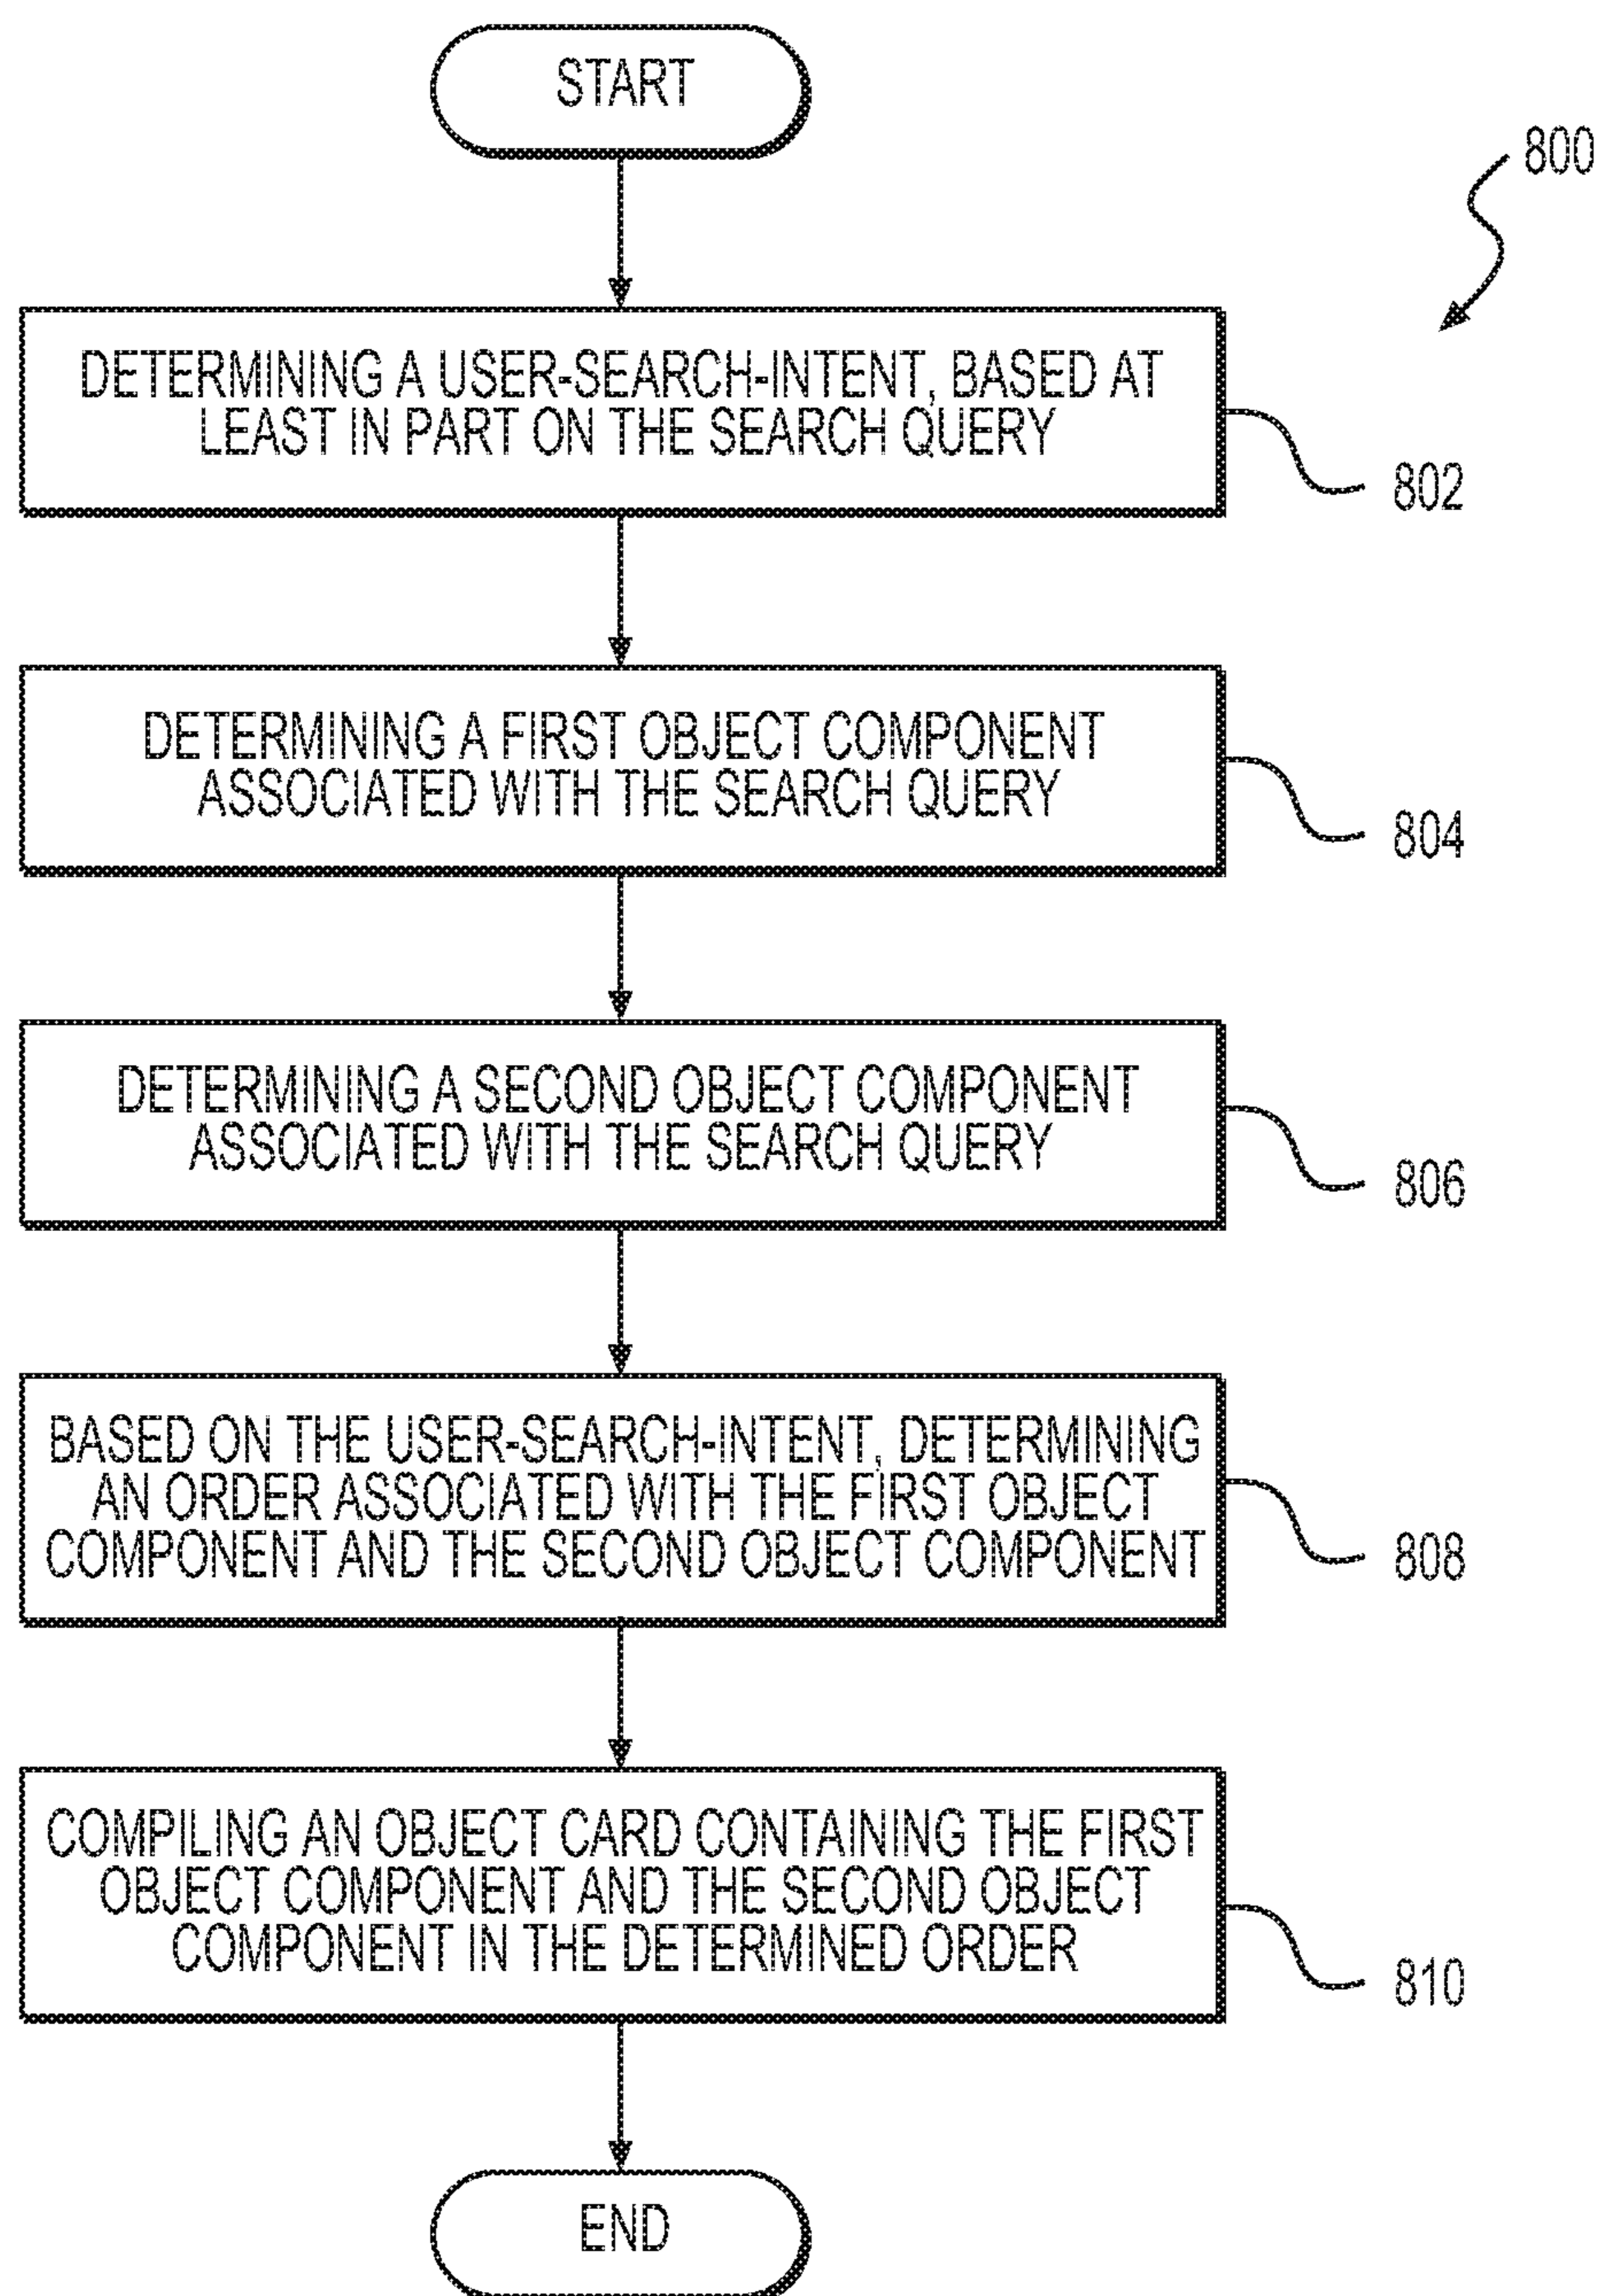 START
800
DETERMINING A USER-SEARCH-INTENT, BASED AT
LEAST IN PART ON THE SEARCH QUERY
802
DETERMINING A FIRST OBJECT COMPONENT
ASSOCIATED WITH THE SEARCH QUERY
804
DETERMINING A SECOND OBJECT COMPONENT
ASSOCIATED WITH THE SEARCH QUERY
806
BASED ON THE USER-SEARCH-INTENT, DETERMINING
AN ORDER ASSOCIATED WITH THE FIRST OBJECT
COMPONENT AND THE SECOND OBJECT COMPONENT
808
COMPILING AN OBJECT CARD CONTAINING THE FIRST
OBJECT COMPONENT AND THE SECOND OBJECT
COMPONENT IN THE DETERMINED ORDER
810
END